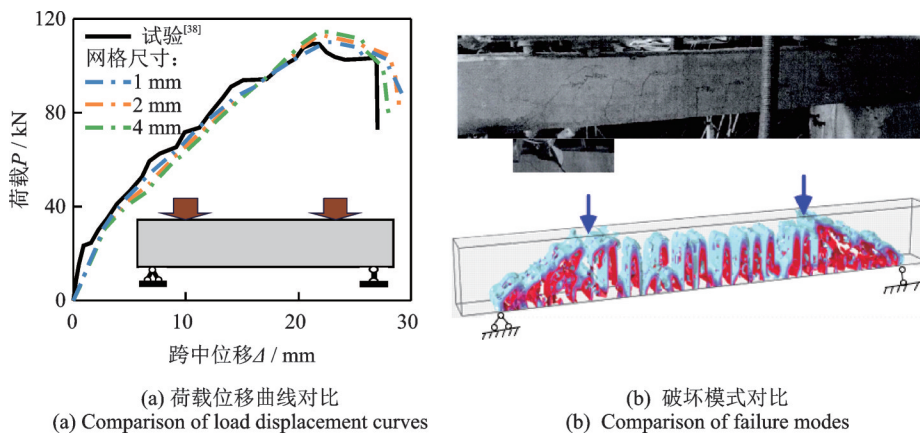 120
80
40
0
荷载P / kN
试验[38]
网格尺寸：
1 mm
2 mm
4 mm
0 10 20 30
跨中位移Δ / mm
(a) 荷载位移曲线对比
(a) Comparison of load displacement curves
(b) 破坏模式对比
(b) Comparison of failure modes